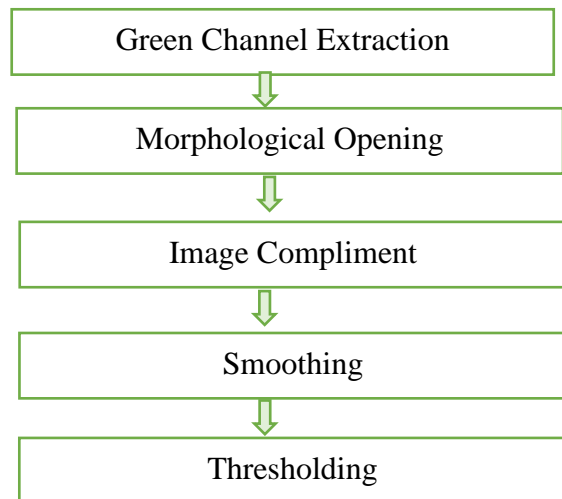 Green Channel Extraction
Morphological Opening
Image Compliment
Smoothing
Thresholding